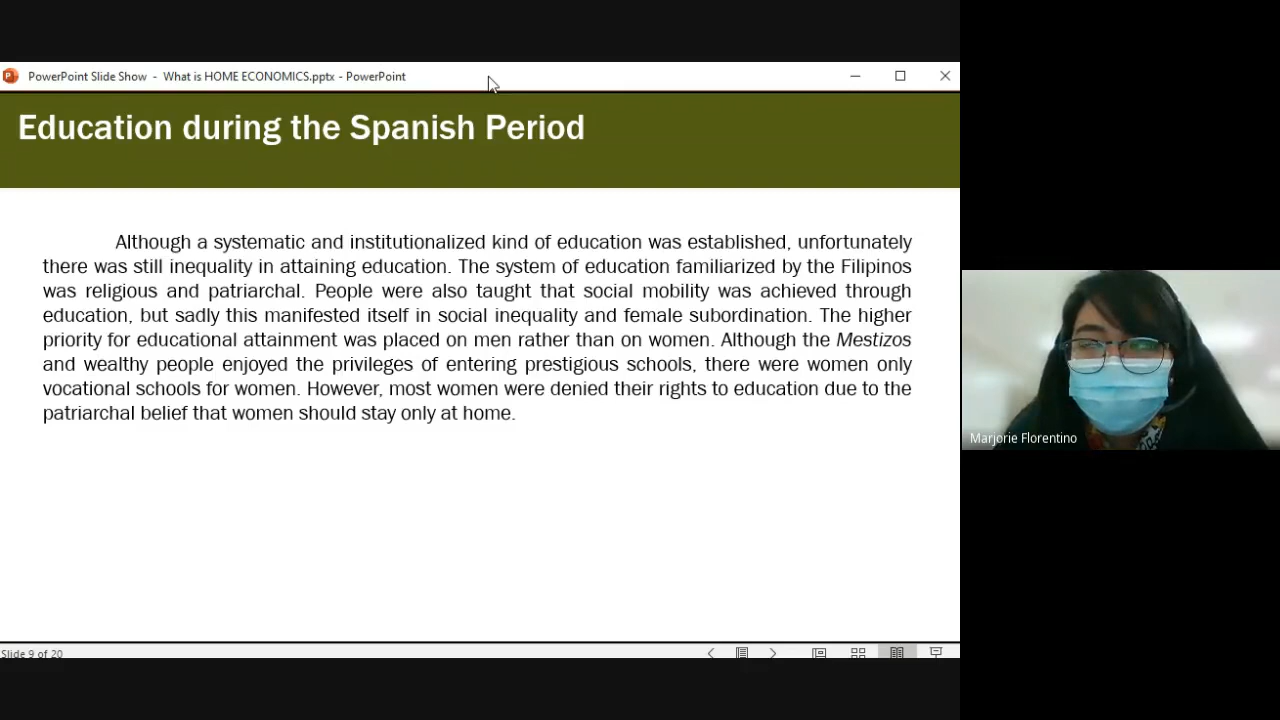 PowerPoint Slide Show - What is HOME ECONOMICS.pptx - PowerPoint
Education during the Spanish Period
Although a systematic and institutionalized kind of education was established, unfortunately
there was still inequality in attaining education. The system of education familiarized by the Filipinos
was religious and patriarchal. People were also taught that social mobility was achieved through
education, but sadly this manifested itself in social inequality and female subordination. The higher
priority for educational attainment was placed on men rather than on women. Although the Mestizos
and wealthy people enjoyed the privileges of entering prestigious schools, there were women only
vocational schools for women. However, most women were denied their rights to education due to the
patriarchal belief that women should stay only at home.
Marjorie Florentino
Slide 9 of 20